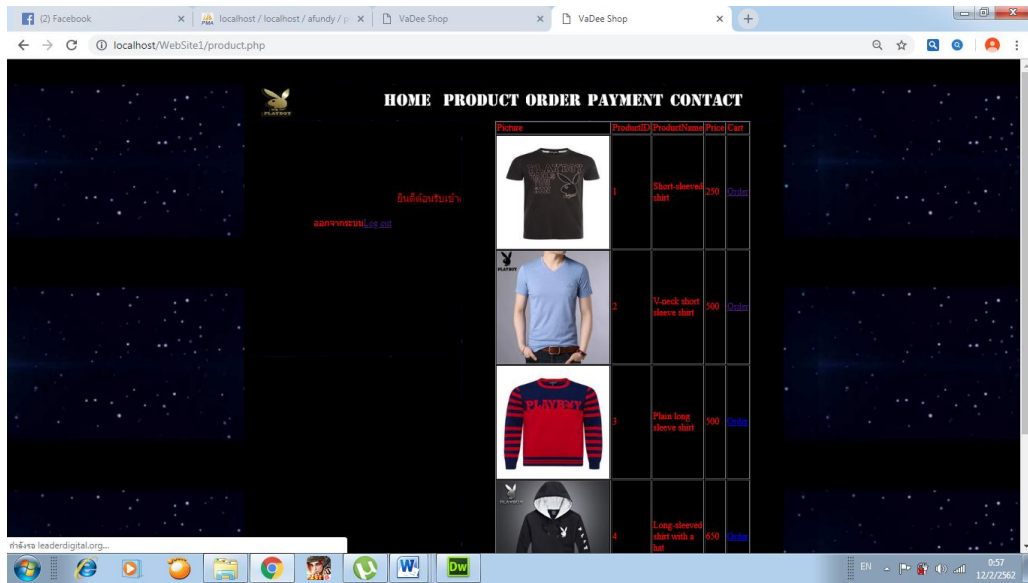 (2) Facebook
localhost / localhost / afundy / p
VaDee Shop
VaDee Shop
localhost/WebSite1/product.php
PLAYBOY
HOME PRODUCT ORDER PAYMENT CONTACT
Picture ProductID ProductName Price Cart
1 Short-sleeved shirt 250 Order
ยินดีต้อนรับเข้า
ออกจากระบบLog out
PLAYBOY
2 V-neck short sleeve shirt 500 Order
PLAYBOY
3 Plain long sleeve shirt 500 Order
4 Long-sleeved shirt with a hat 650 Order
กำลังรอ leaderdigital.org...
EN
0:57
12/2/2562